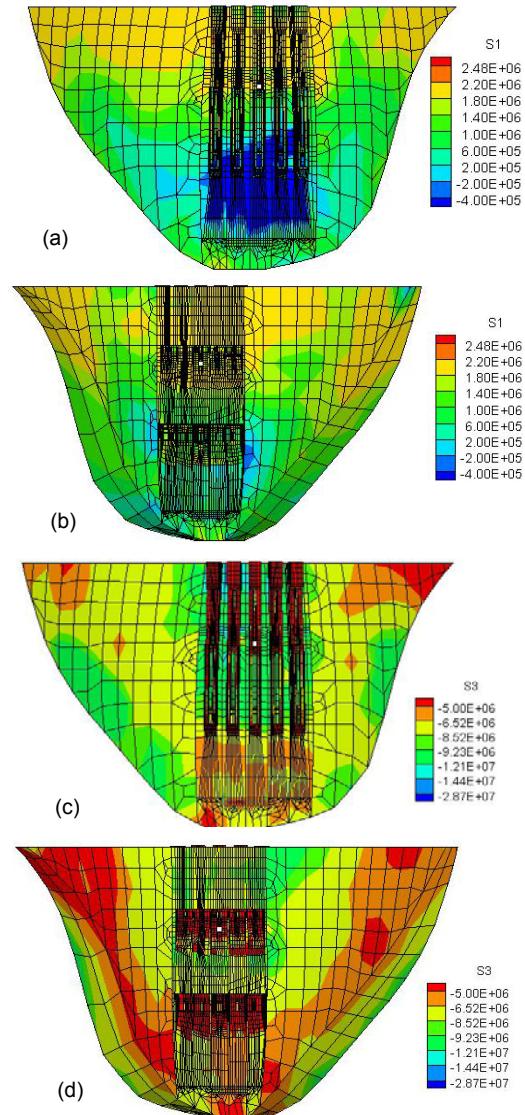 S1
2.48E+06
2.20E+06
1.80E+06
1.40E+06
1.00E+06
6.00E+05
2.00E+05
-2.00E+05
-4.00E+05
(a)
S1
2.48E+06
2.20E+06
1.80E+06
1.40E+06
1.00E+06
6.00E+05
2.00E+05
-2.00E+05
-4.00E+05
(b)
S3
-5.00E+06
-6.52E+06
-8.52E+06
-9.23E+06
-1.21E+07
-1.44E+07
-2.87E+07
(c)
S3
-5.00E+06
-6.52E+06
-8.52E+06
-9.23E+06
-1.21E+07
-1.44E+07
-2.87E+07
(d)